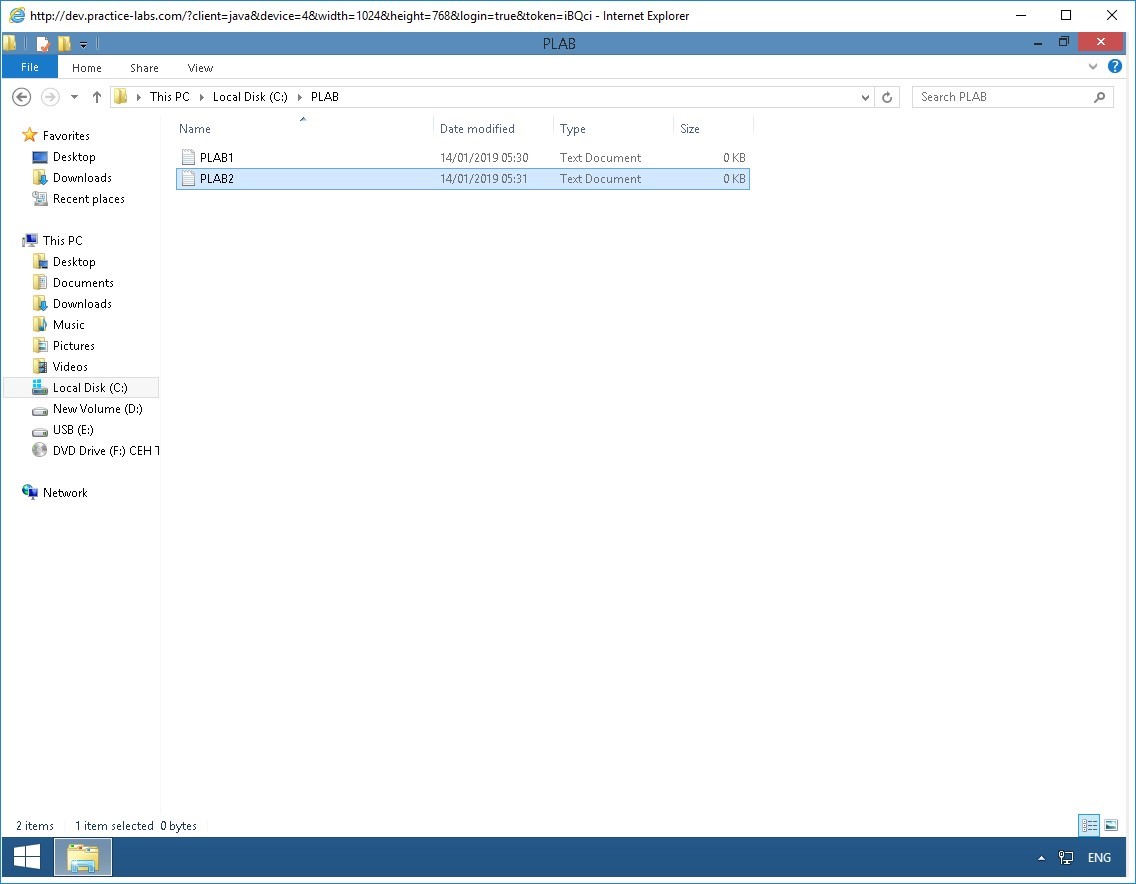 http://dev.practice-labs.com/?client=java&device=4&width=1024&height=768&login=true&token=iBQci - Internet Explorer
PLAB
File Home Share View
This PC Local Disk (C:) PLAB
Search PLAB
Name Date modified Type Size
PLAB1 14/01/2019 05:30 Text Document 0 KB
PLAB2 14/01/2019 05:31 Text Document 0 KB
Favorites
Desktop
Downloads
Recent places
This PC
Desktop
Documents
Downloads
Music
Pictures
Videos
Local Disk (C:)
New Volume (D:)
USB (E:)
DVD Drive (F:) CEH T
Network
2 items 1 item selected 0 bytes
ENG